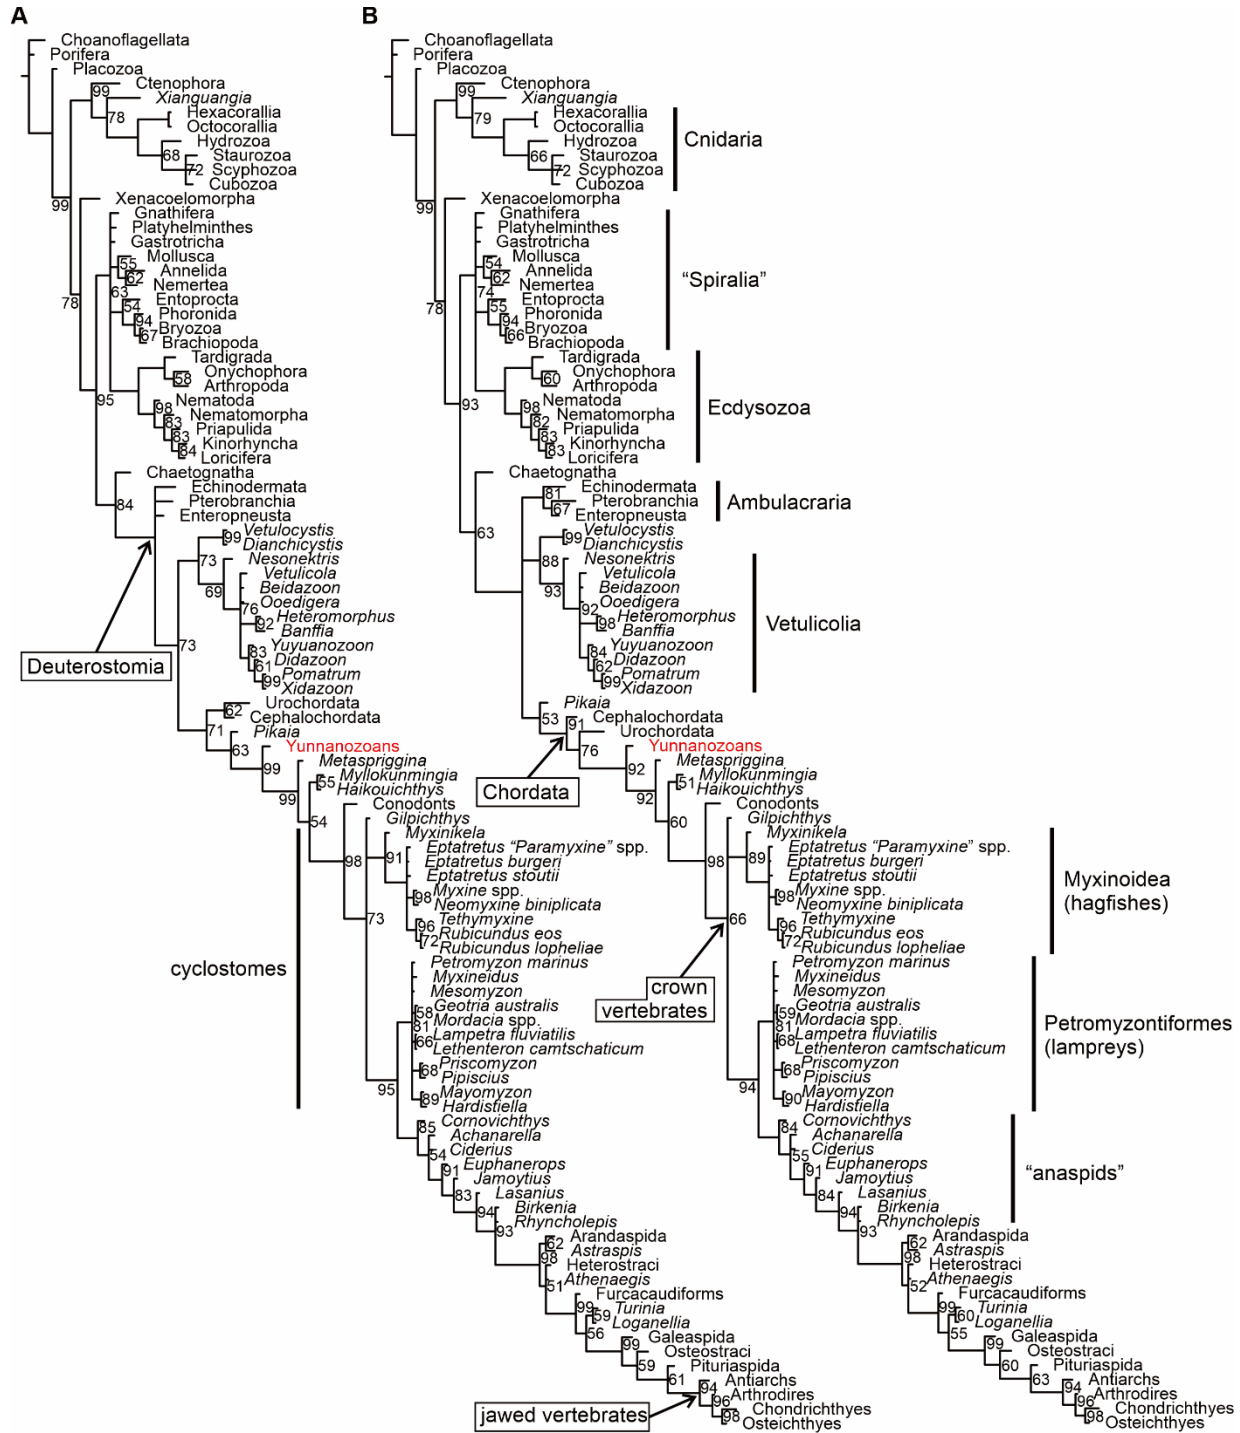 A
Choanoflagellata
Porifera
Placozoa
Ctenophora
99
Xianguangia
78
Hexacorallia
Octocorallia
Hydrozoa
68
Staurozoa
72
Scyphozoa
Cubozoa
99
Xenacoelomorpha
Gnathifera
Platyhelminthes
Gastrotricha
Mollusca
55
Annelida
62
Nemertea
63
Entoprocta
54
Phoronida
94
Bryozoa
67
Brachiopoda
78
Tardigrada
Onychophora
58
Arthropoda
95
Nematoda
98
Nematomorpha
83
Priapulida
83
Kinorhyncha
84
Loricifera
Chaetognatha
84
Echinodermata
Pterobranchia
Enteropneusta
Vetulocystis
99
Dianchicystis
73
Nesonektris
69
Vetulicola
Beidazoon
Ooedigera
76
Heteromorphus
92
Banffia
Yuyuanozoon
83
Didazoon
61
Pomatrum
99
Xidazoon
Deuterostomia
73
Urochordata
62
Cephalochordata
71
Pikaia
63
Yunnanozoans
99
Metaspriggina
99
Myllokunmingia
55
Haikouichthys
54
Conodonts
98
Gilpichthys
73
Myxinikela
91
Eptatretus “Paramyxine” spp.
Eptatretus burgeri
Eptatretus stoutii
Myxine spp.
98
Neomyxine biniplicata
Tethymyxine
96
Rubicundus eos
72
Rubicundus lopheliae
cyclostomes
Petromyzon marinus
Myxineidus
Mesomyzon
Geotria australis
58
Mordacia spp.
81
Lampetra fluviatilis
66
Lethenteron camtschaticum
Priscomyzon
68
Pipiscius
95
Mayomyzon
89
Hardistiella
Cornovichthys
85
Achanarella
54
Ciderius
91
Euphanerops
Jamoytius
83
Lasanius
94
Birkenia
93
Rhyncholepis
Arandaspida
62
Astraspis
98
Heterostraci
51
Athenaegis
Furcacaudiforms
99
Turinia
59
Loganellia
56
Galeaspida
99
Osteostraci
59
Pituriaspida
61
Antiarchs
94
Arthrodires
96
Chondrichthyes
98
Osteichthyes
jawed vertebrates
B
Choanoflagellata
Porifera
Placozoa
Ctenophora
99
Xianguangia
79
Hexacorallia
Octocorallia
Hydrozoa
66
Staurozoa
72
Scyphozoa
Cubozoa
Cnidaria
99
Xenacoelomorpha
Gnathifera
Platyhelminthes
Gastrotricha
Mollusca
54
Annelida
62
Nemertea
74
Entoprocta
55
Phoronida
94
Bryozoa
66
Brachiopoda
“Spiralia”
78
Tardigrada
Onychophora
60
Arthropoda
93
Nematoda
98
Nematomorpha
82
Priapulida
83
Kinorhyncha
83
Loricifera
Ecdysozoa
Chaetognatha
63
Echinodermata
81
Pterobranchia
67
Enteropneusta
Ambulacraria
Vetulocystis
99
Dianchicystis
88
Nesonektris
93
Vetulicola
Beidazoon
Ooedigera
92
Heteromorphus
98
Banffia
Yuyuanozoon
84
Didazoon
62
Pomatrum
99
Xidazoon
Vetulicolia
Pikaia
53
Cephalochordata
91
Urochordata
76
Chordata
Yunnanozoans
92
Metaspriggina
92
Myllokunmingia
51
Haikouichthys
60
Conodonts
98
Gilpichthys
66
Myxinikela
89
Eptatretus “Paramyxine” spp.
Eptatretus burgeri
Eptatretus stoutii
Myxine spp.
98
Neomyxine biniplicata
Tethymyxine
96
Rubicundus eos
72
Rubicundus lopheliae
Myxinoidea
(hagfishes)
crown
vertebrates
Petromyzon marinus
Myxineidus
Mesomyzon
Geotria australis
59
Mordacia spp.
81
Lampetra fluviatilis
68
Lethenteron camtschaticum
Priscomyzon
68
Pipiscius
94
Mayomyzon
90
Hardistiella
Petromyzontiformes
(lampreys)
Cornovichthys
84
Achanarella
55
Ciderius
91
Euphanerops
Jamoytius
84
Lasanius
94
Birkenia
93
Rhyncholepis
“anaspids”
Arandaspida
62
Astraspis
98
Heterostraci
52
Athenaegis
Furcacaudiforms
99
Turinia
60
Loganellia
55
Galeaspida
99
Osteostraci
60
Pituriaspida
63
Antiarchs
94
Arthrodires
96
Chondrichthyes
98
Osteichthyes